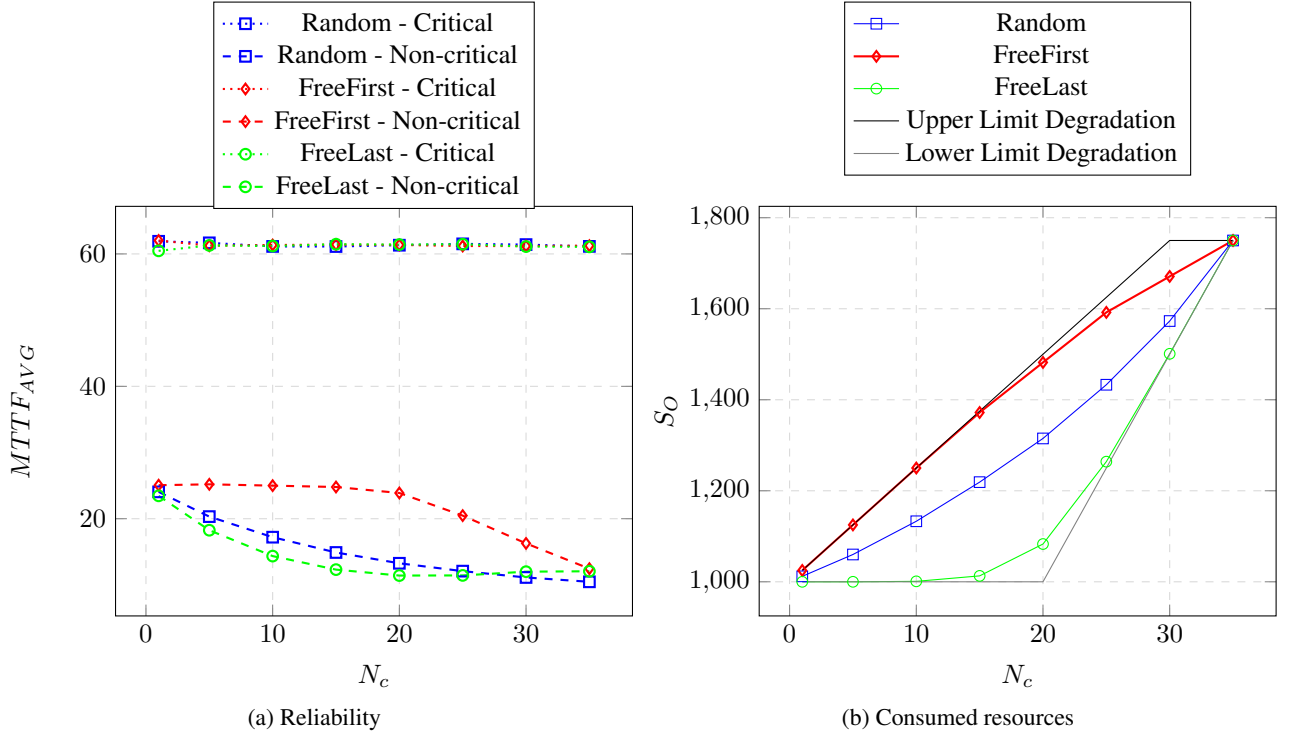 Random - Critical
Random - Non-critical
FreeFirst - Critical
FreeFirst - Non-critical
FreeLast - Critical
FreeLast - Non-critical
60
40
20
0 10 20 30
MTTF_AVG
N_c
(a) Reliability
Random
FreeFirst
FreeLast
Upper Limit Degradation
Lower Limit Degradation
1,800
1,600
1,400
1,200
1,000
0 10 20 30
S_O
N_c
(b) Consumed resources